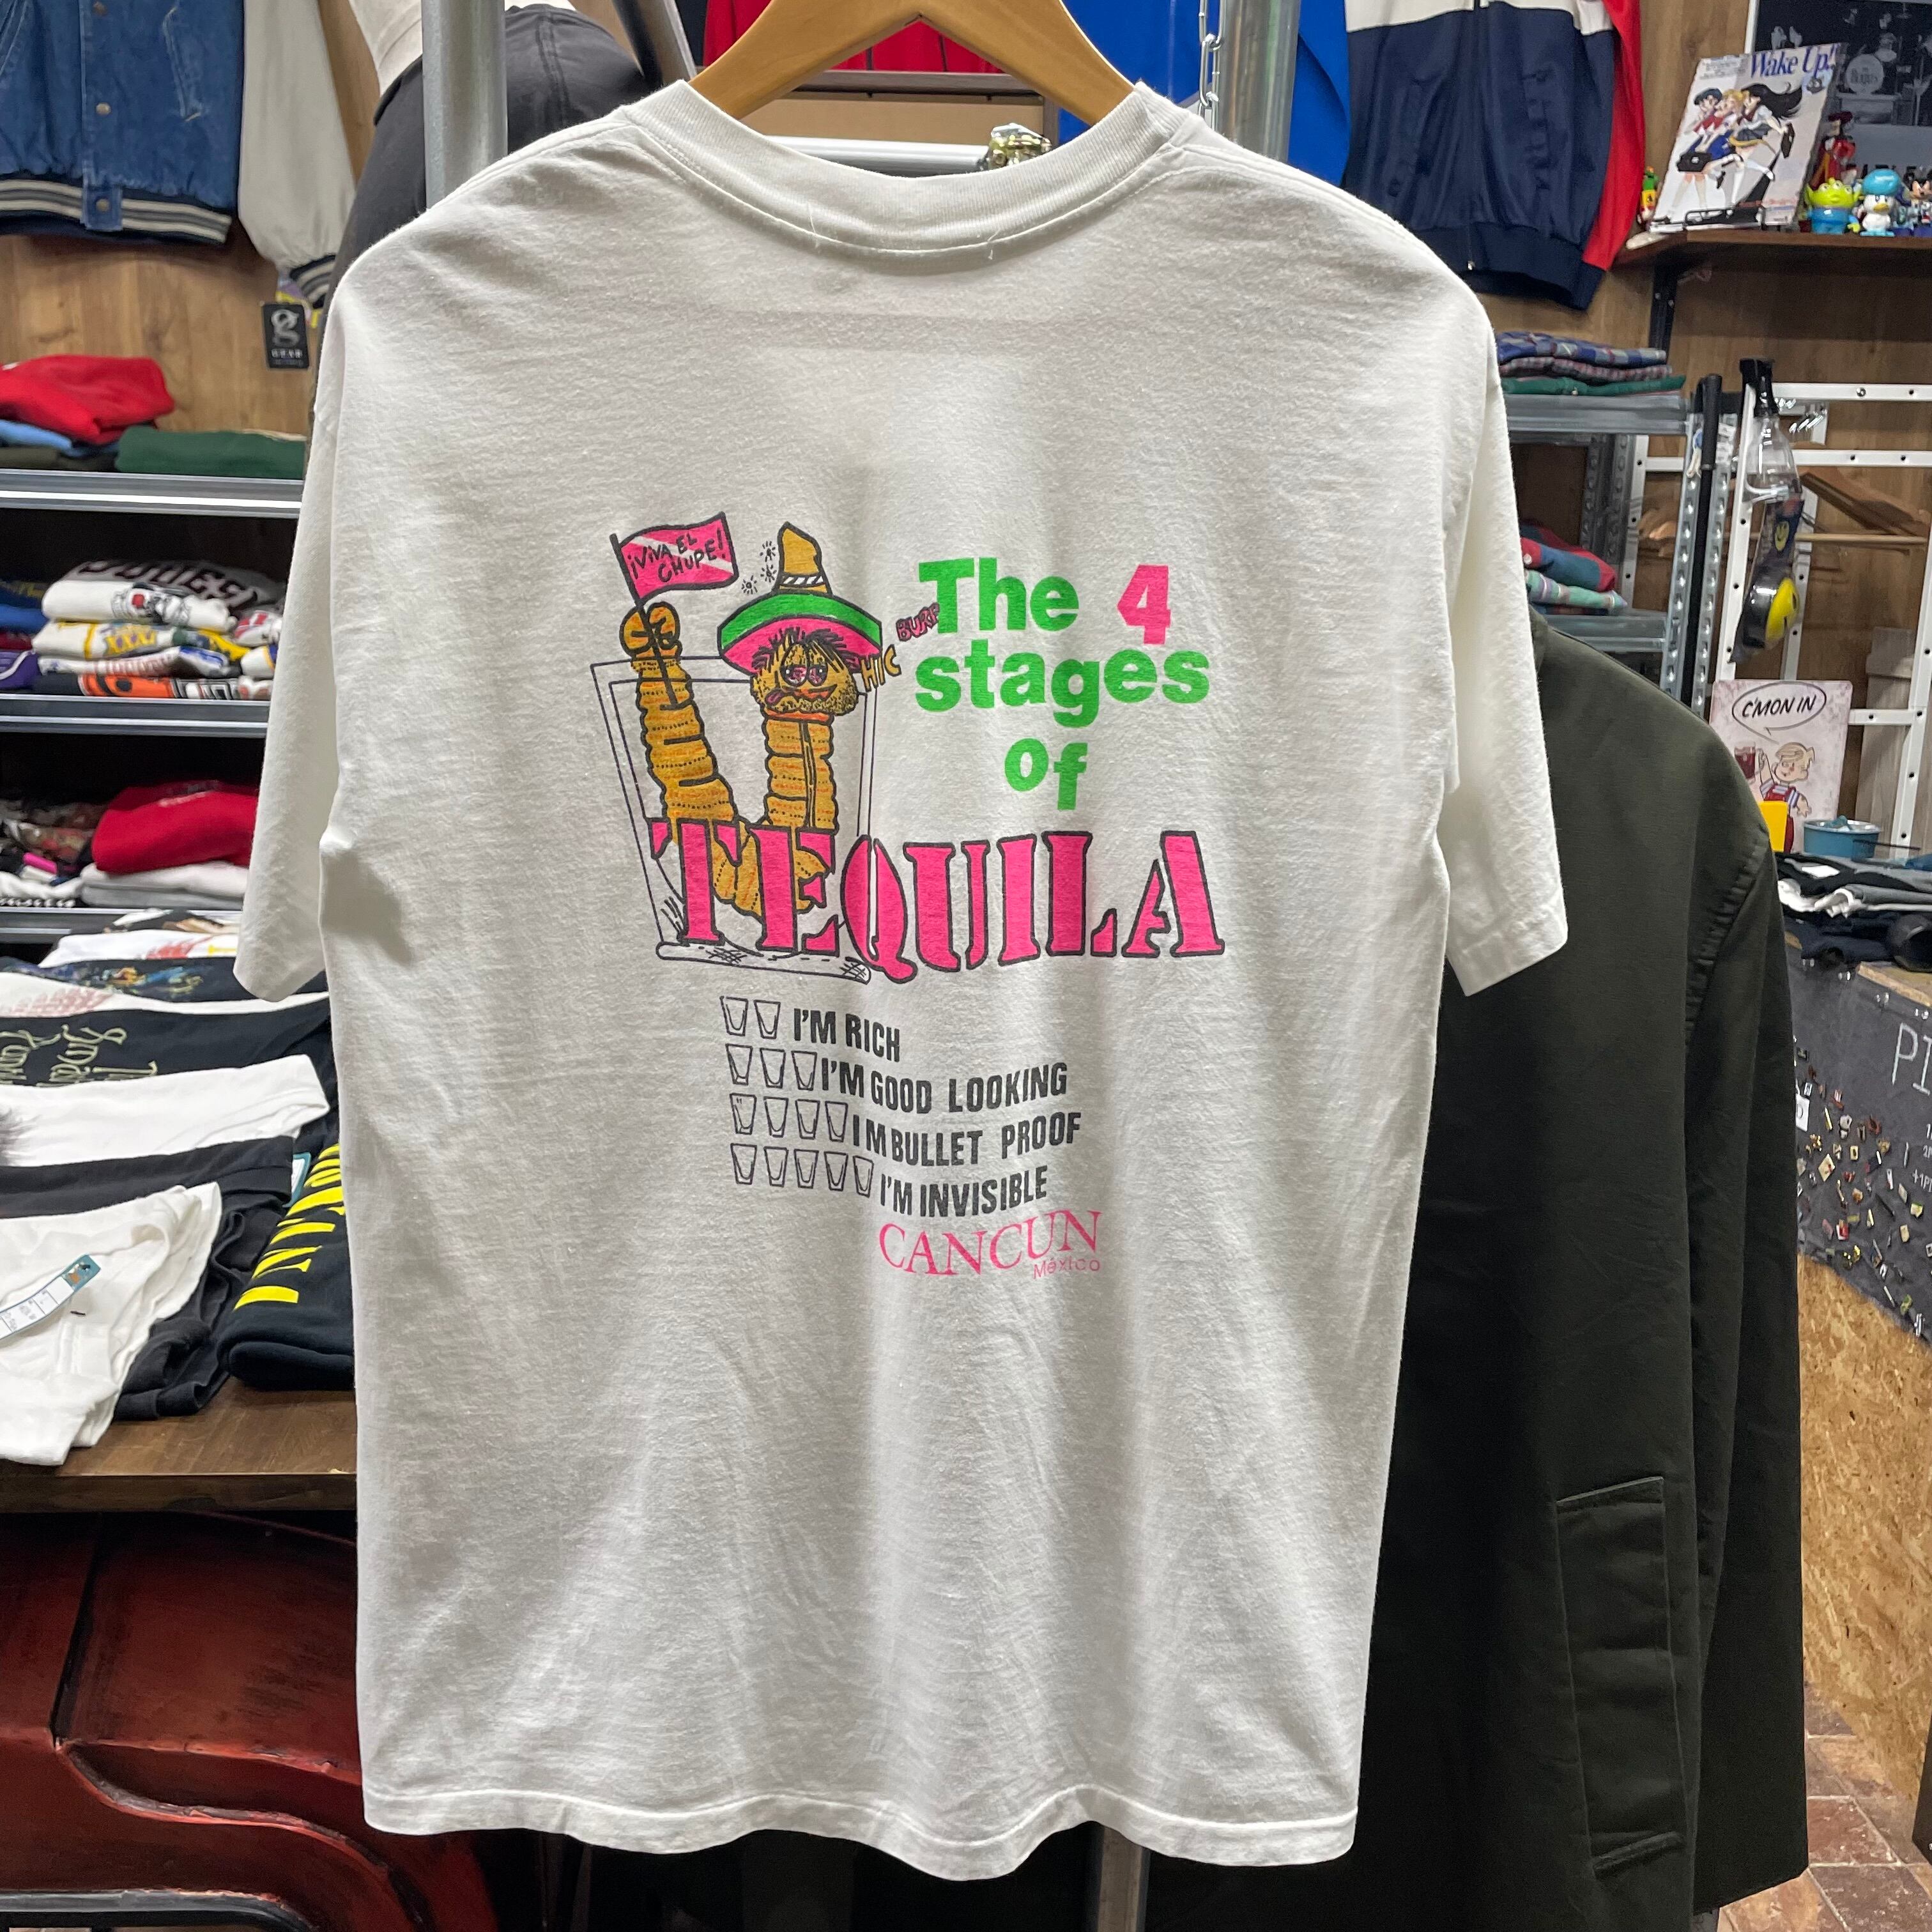 ¡VIVA EL
CHUPE!
BURP
HIC
The 4
stages
of
TEQUILA
I'M RICH
I'M GOOD LOOKING
I'M BULLET PROOF
I'M INVISIBLE
CANCUN
México
Wake Up!
C'MON IN